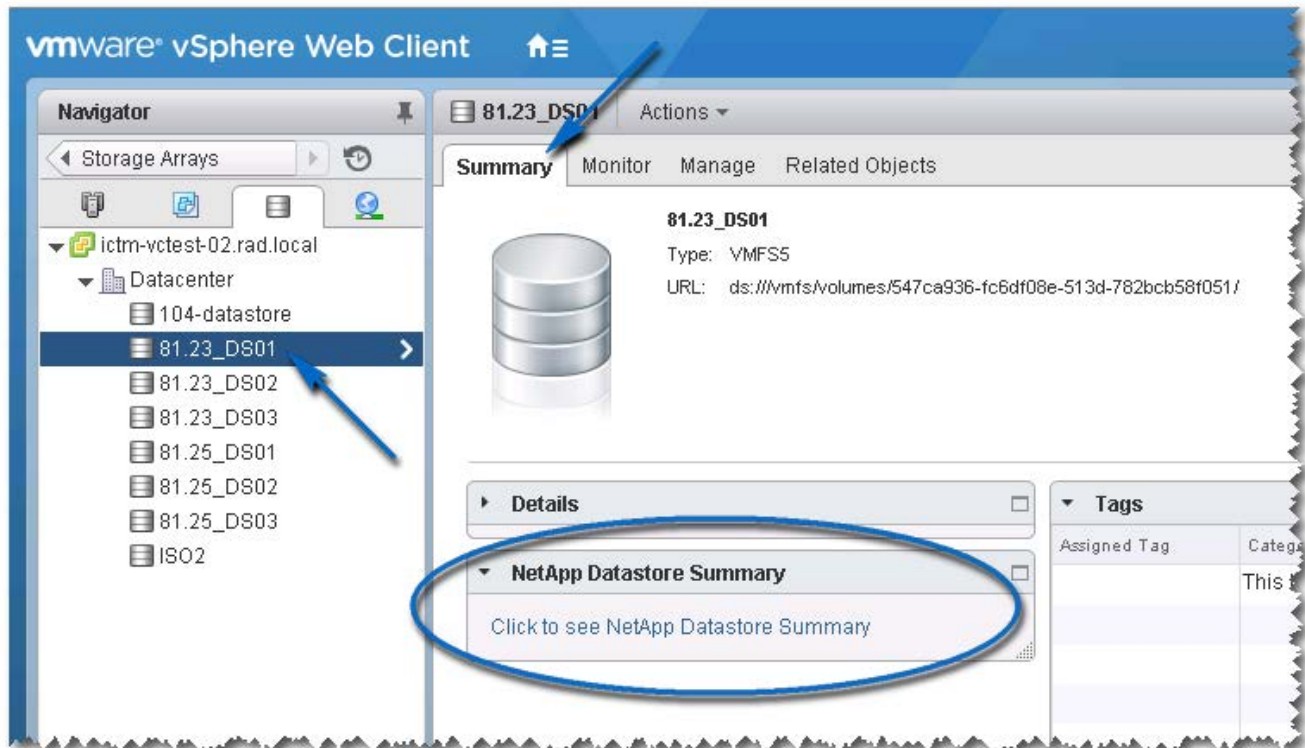 vmware® vSphere Web Client
Navigator
Storage Arrays
ictm-vctest-02.rad.local
Datacenter
104-datastore
81.23_DS01
81.23_DS02
81.23_DS03
81.25_DS01
81.25_DS02
81.25_DS03
ISO2
81.23_DS01 Actions
Summary Monitor Manage Related Objects
81.23_DS01
Type: VMFS5
URL: ds:///vmfs/volumes/547ca936-fc6df08e-513d-782bcb58f051/
Details
NetApp Datastore Summary
Click to see NetApp Datastore Summary
Tags
Assigned Tag
This